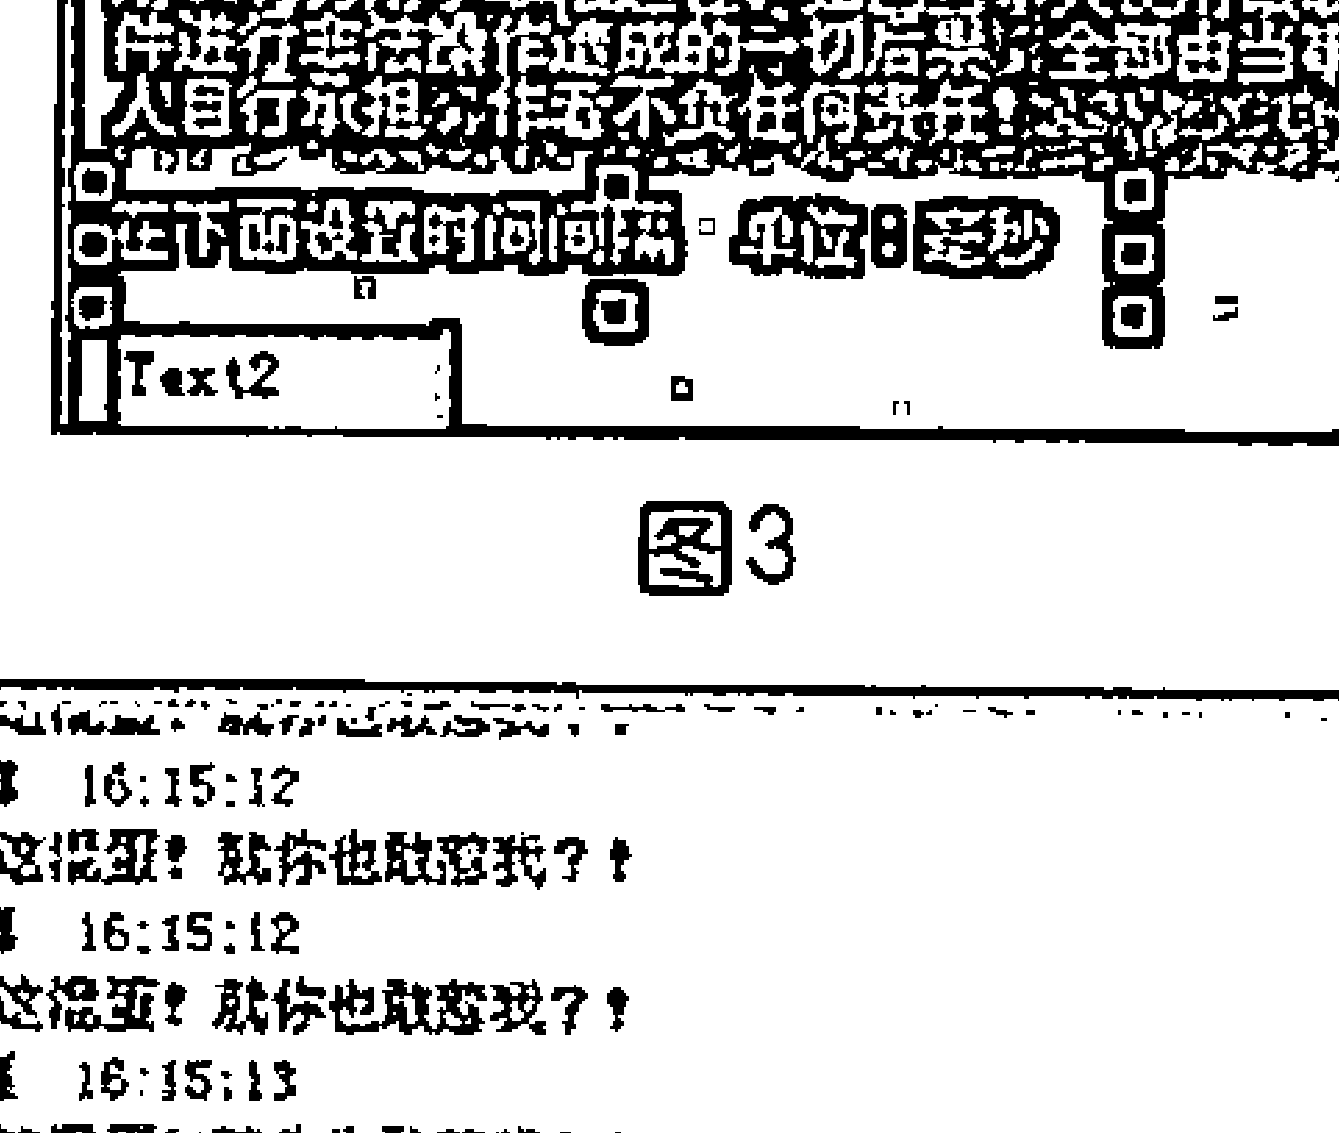 件进行非法操作造成的一切后果，全部由当事
人自行承担，作者不负任何责任！
在下面设置时间间隔 单位：毫秒
Text2
图3
16:15:12
这混蛋！就你也敢惹我？！
16:15:12
这混蛋！就你也敢惹我？！
16:15:13